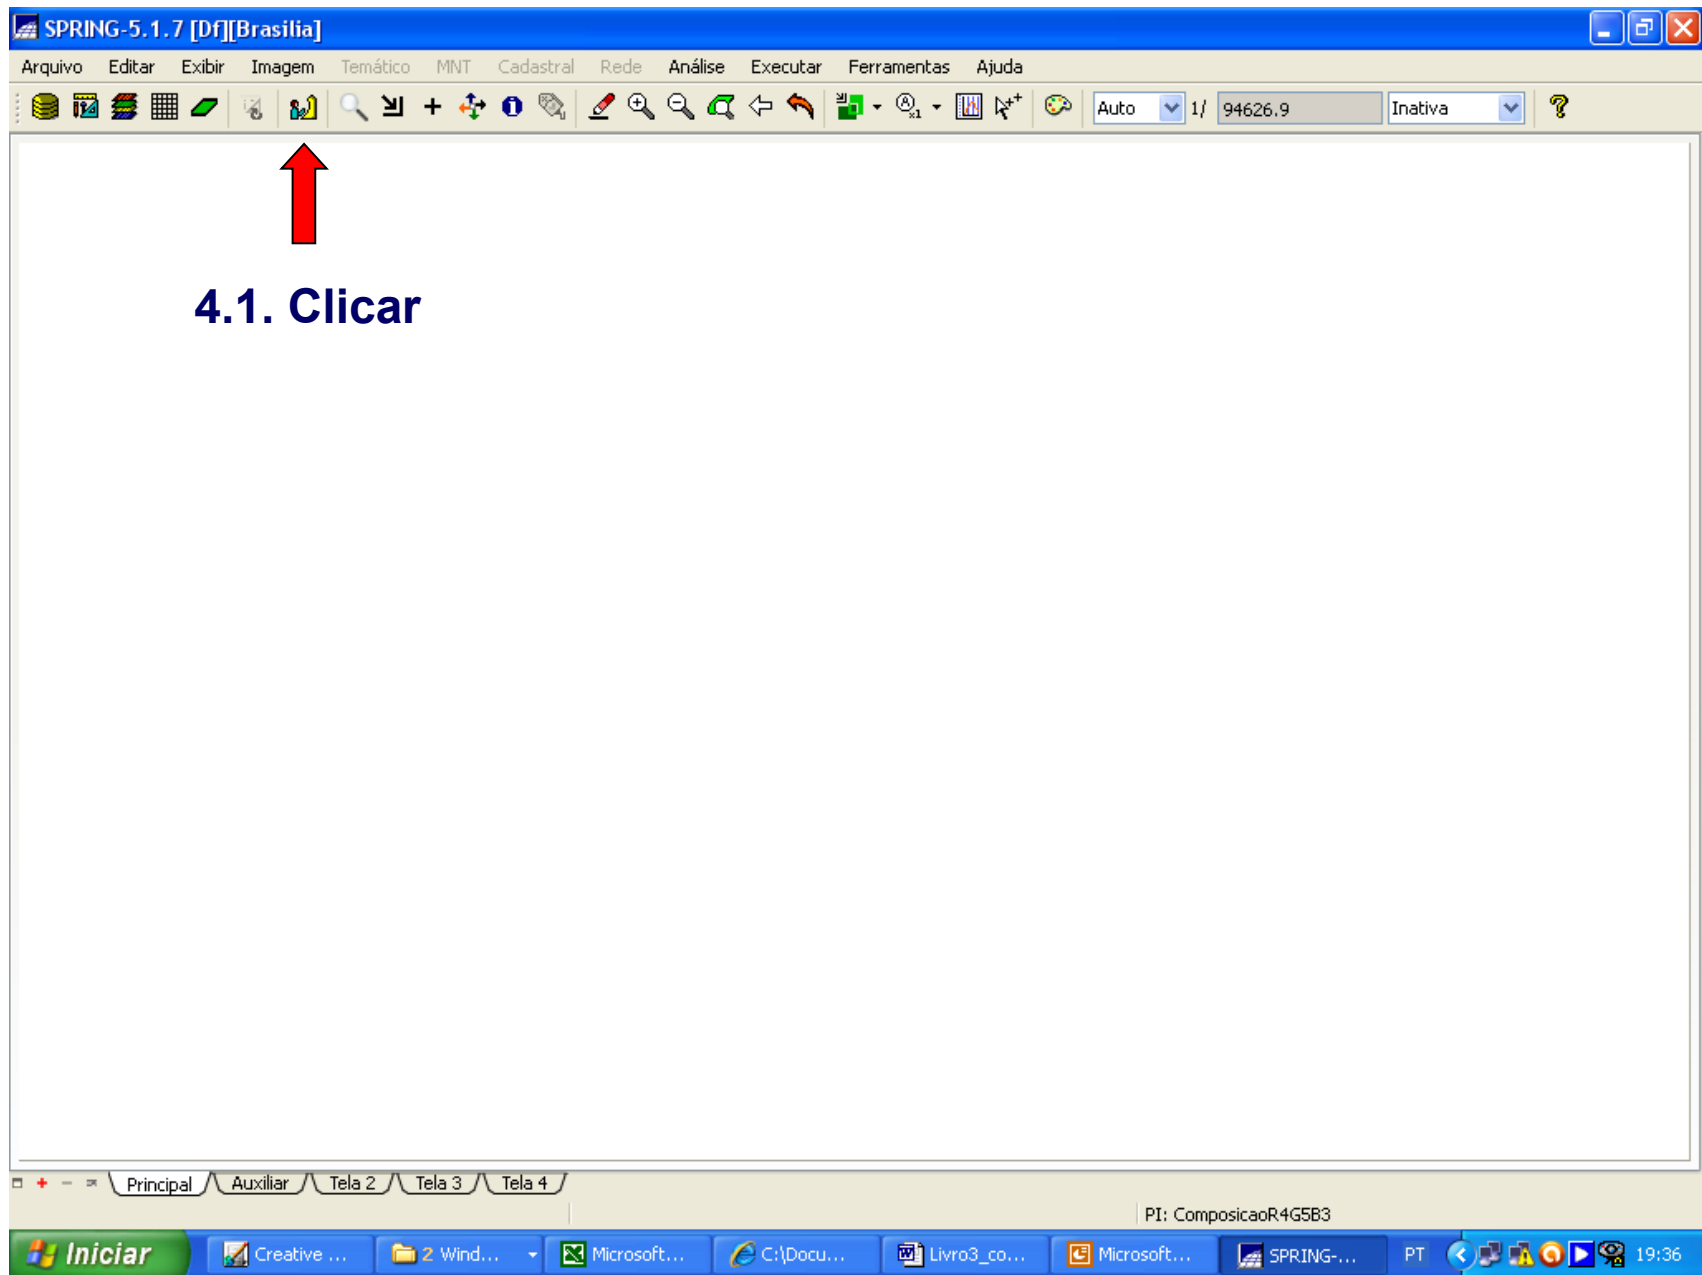 SPRING-5.1.7 [Df][Brasilia]
Arquivo Editar Exibir Imagem Temático MNT Cadastral Rede Análise Executar Ferramentas Ajuda
Auto 1/ 94626.9 Inativa
4.1. Clicar
Principal Auxiliar Tela 2 Tela 3 Tela 4
PI: ComposicaoR4G5B3
Iniciar Creative ... 2 Wind... Microsoft... C:\Docu... Livro3_co... Microsoft... SPRING-... PT 19:36